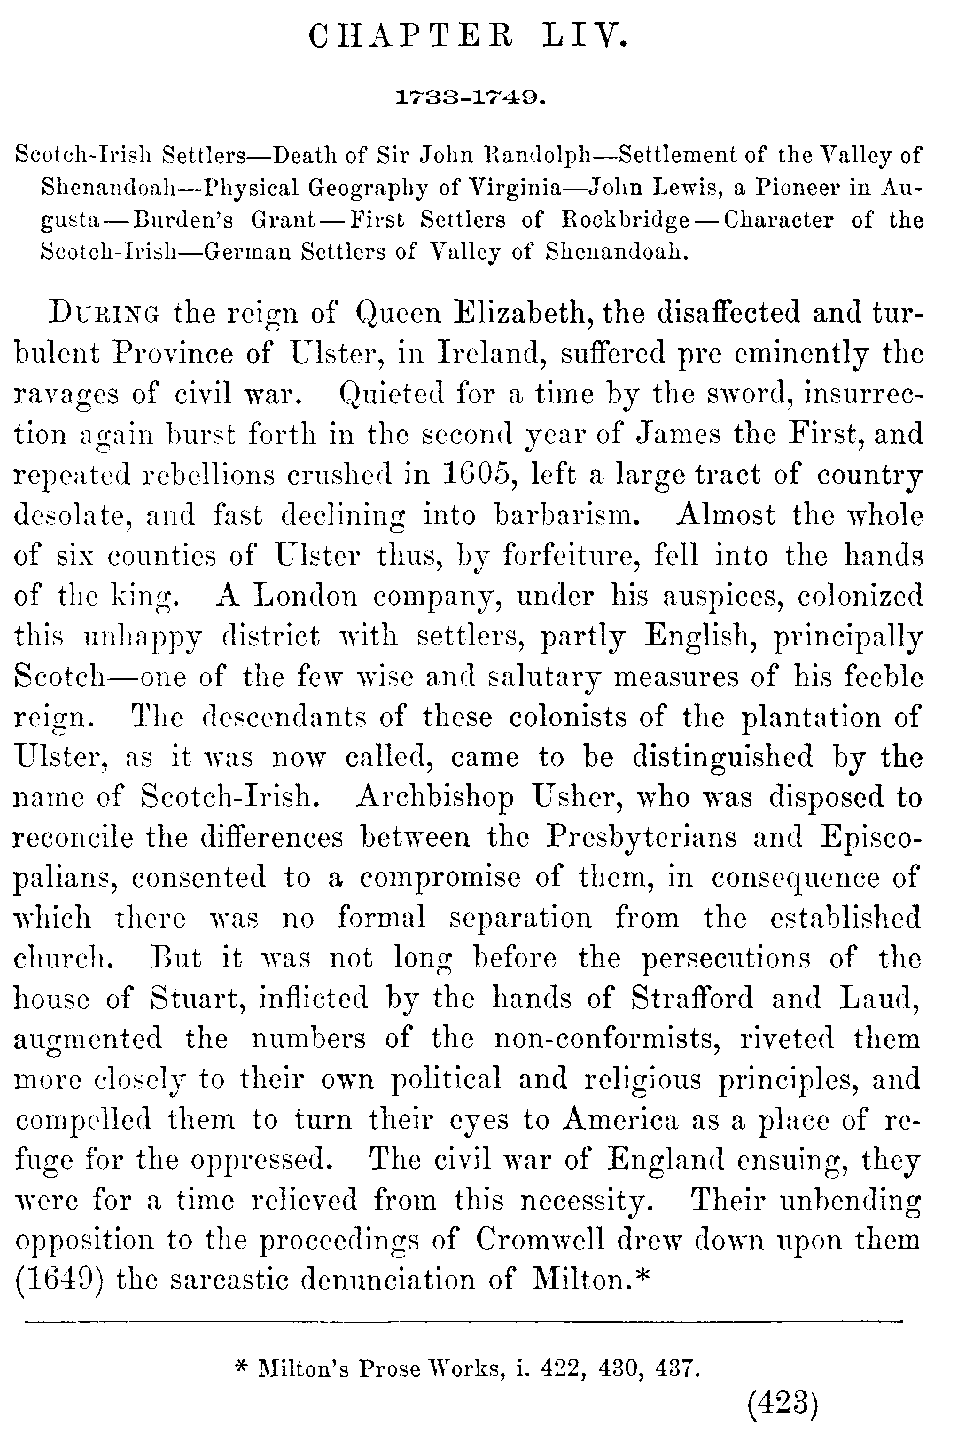 CHAPTER LIV.
1733-1749.
Scotch-Irish Settlers—Death of Sir John Randolph—Settlement of the Valley of
Shenandoah—Physical Geography of Virginia—John Lewis, a Pioneer in Au-
gusta—Burden's Grant—First Settlers of Rockbridge—Character of the
Scotch-Irish—German Settlers of Valley of Shenandoah.
DURING the reign of Queen Elizabeth, the disaffected and tur-
bulent Province of Ulster, in Ireland, suffered pre eminently the
ravages of civil war. Quieted for a time by the sword, insurrec-
tion again burst forth in the second year of James the First, and
repeated rebellions crushed in 1605, left a large tract of country
desolate, and fast declining into barbarism. Almost the whole
of six counties of Ulster thus, by forfeiture, fell into the hands
of the king. A London company, under his auspices, colonized
this unhappy district with settlers, partly English, principally
Scotch—one of the few wise and salutary measures of his feeble
reign. The descendants of these colonists of the plantation of
Ulster, as it was now called, came to be distinguished by the
name of Scotch-Irish. Archbishop Usher, who was disposed to
reconcile the differences between the Presbyterians and Episco-
palians, consented to a compromise of them, in consequence of
which there was no formal separation from the established
church. But it was not long before the persecutions of the
house of Stuart, inflicted by the hands of Strafford and Laud,
augmented the numbers of the non-conformists, riveted them
more closely to their own political and religious principles, and
compelled them to turn their eyes to America as a place of re-
fuge for the oppressed. The civil war of England ensuing, they
were for a time relieved from this necessity. Their unbending
opposition to the proceedings of Cromwell drew down upon them
(1649) the sarcastic denunciation of Milton.*
* Milton's Prose Works, i. 422, 430, 437.
(423)